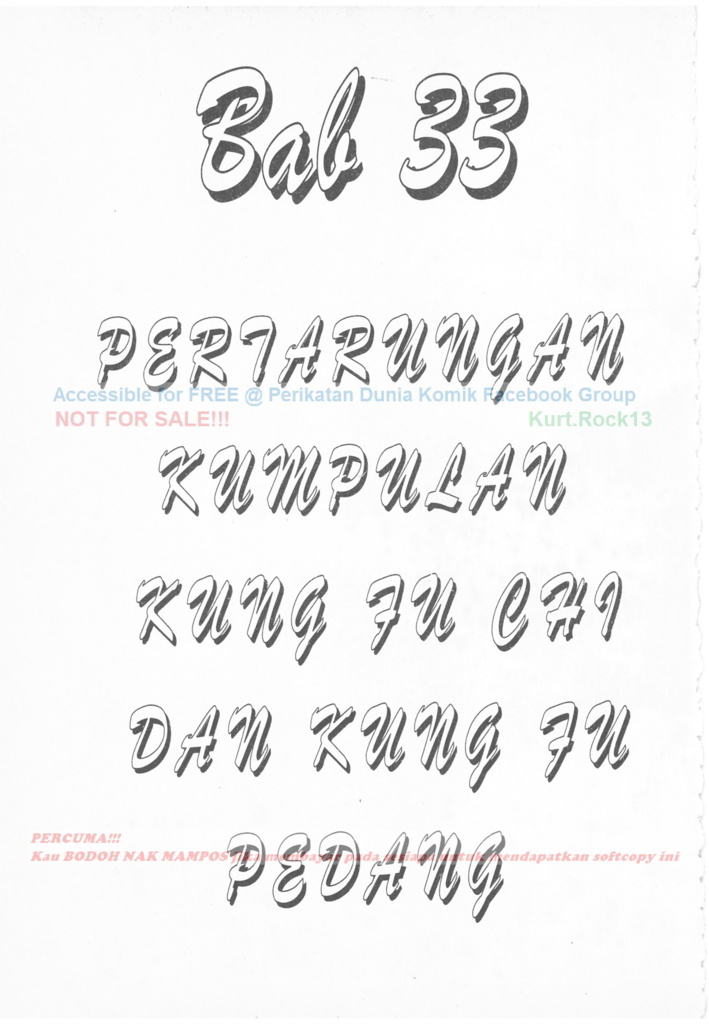 Bab 33
PERTARUNGAN
Accessible for FREE @ Perikatan Dunia Komik Facebook Group
NOT FOR SALE!!! Kurt.Rock13
KUMPULAN
KUNG FU CHI
DAN KUNG FU
PERCUMA!!!
Kau BODOH NAK MAMPOS jika membayar pada sesiapa untuk mendapatkan softcopy ini
PEDANG